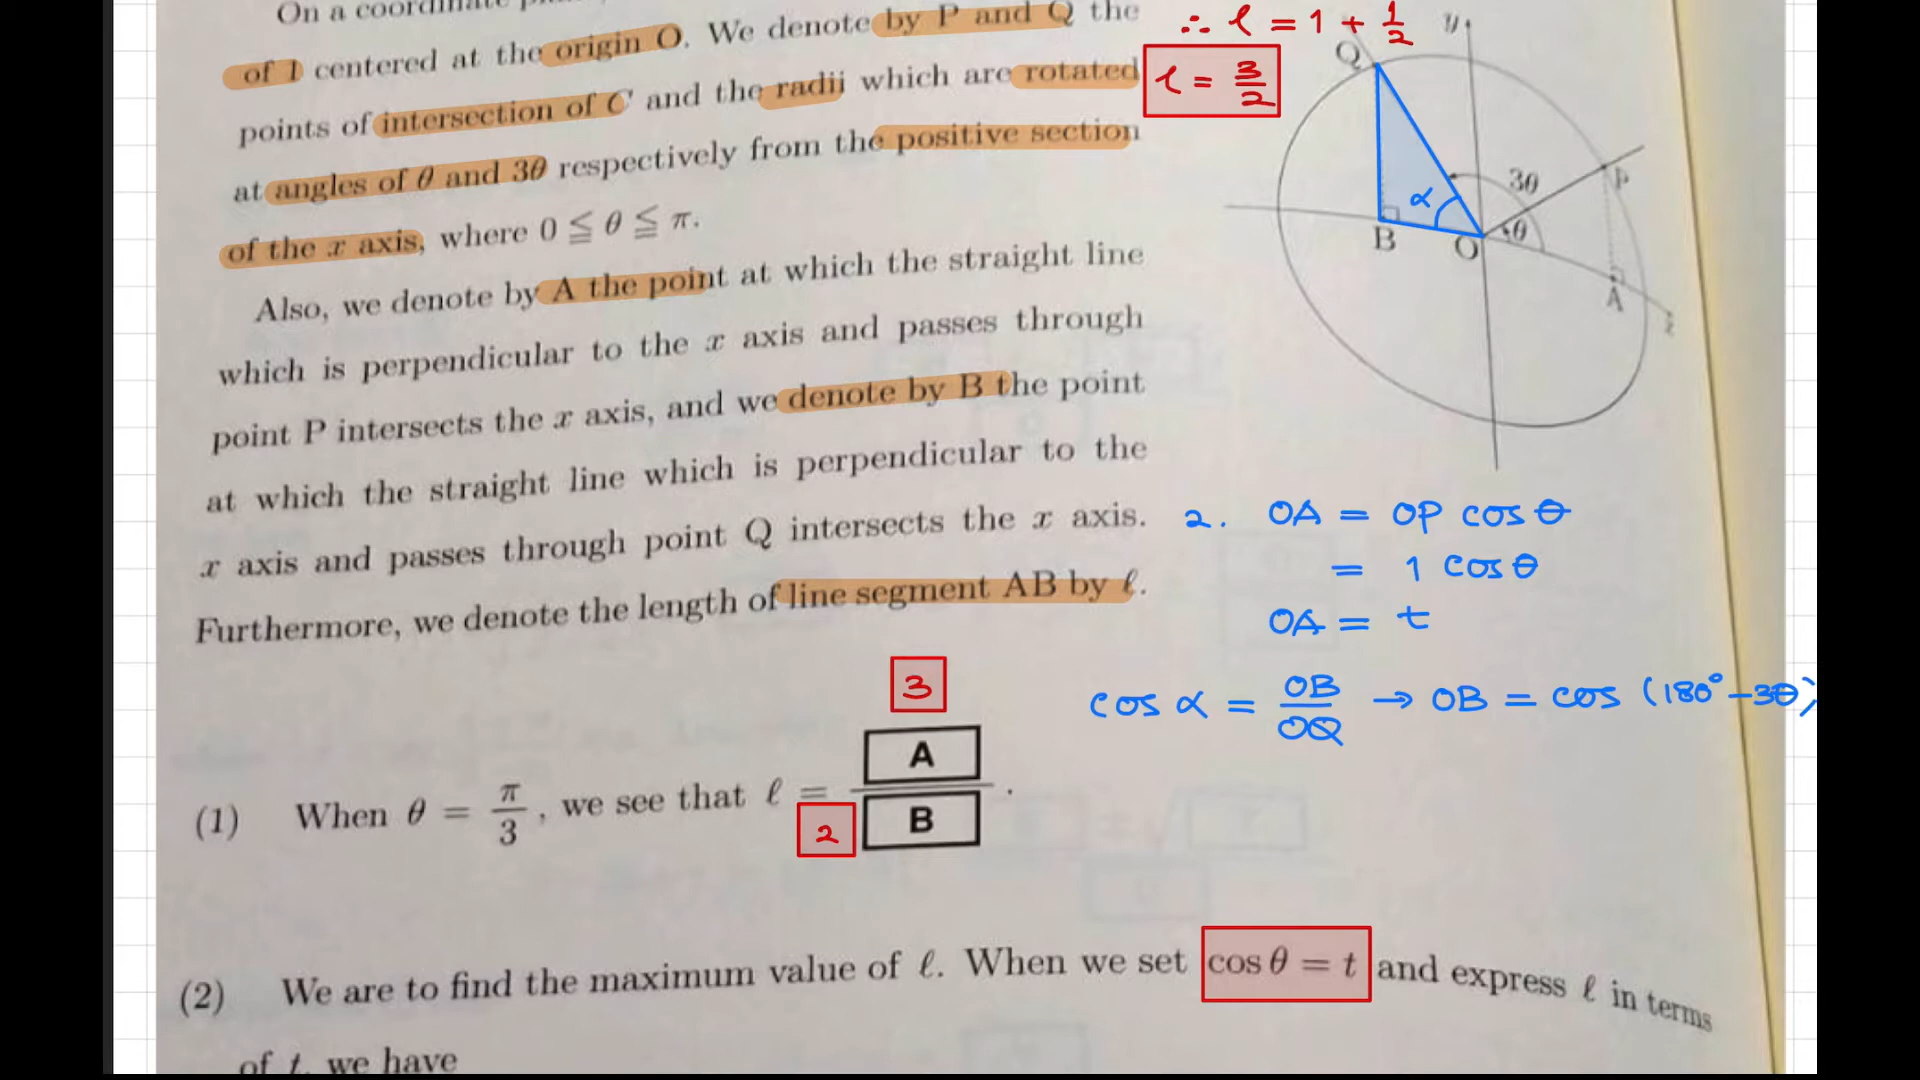 On a coordinate
of 1 centered at the origin O. We denote by P and Q the
points of intersection of C and the radii which are rotated
at angles of θ and 3θ respectively from the positive section
of the x axis, where 0 ≦ θ ≦ π.
Also, we denote by A the point at which the straight line
which is perpendicular to the x axis and passes through
point P intersects the x axis, and we denote by B the point
at which the straight line which is perpendicular to the
x axis and passes through point Q intersects the x axis.
Furthermore, we denote the length of line segment AB by ℓ.
∴ ℓ = 1 + 1/2
ℓ = 3/2
y
Q
3θ
P
α
θ
B
O
A
x
2. OA = OP cos θ
= 1 cos θ
OA = t
cos α = OB/OQ → OB = cos (180° – 3θ)
3
(1) When θ = π/3, we see that ℓ = A/B.
2
(2) We are to find the maximum value of ℓ. When we set cos θ = t and express ℓ in terms
of t, we have